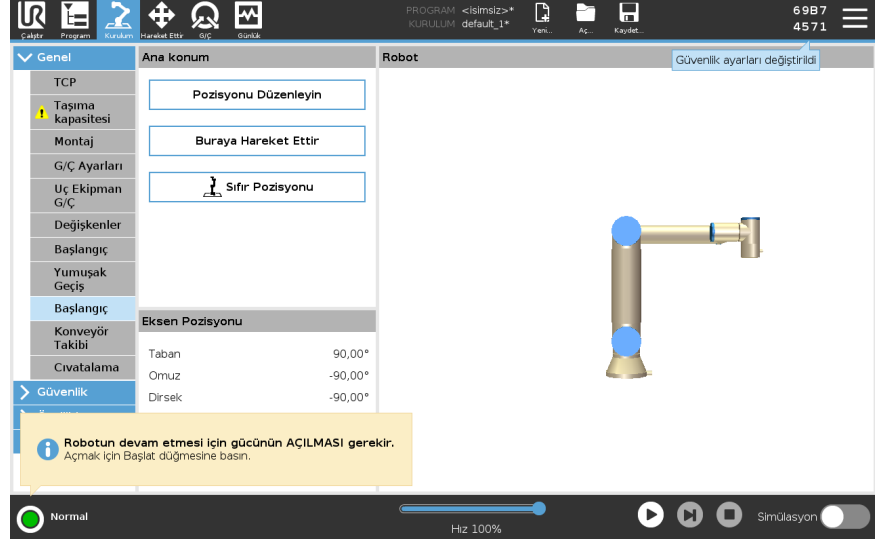 UR
Çalıştır Program Kurulum Hareket Ettir G/Ç Günlük
PROGRAM <isimsiz>*
KURULUM default_1*
Yeni... Aç... Kaydet...
69B7
4571
Güvenlik ayarları değiştirildi
Genel
TCP
Taşıma
kapasitesi
Montaj
G/Ç Ayarları
Uç Ekipman
G/Ç
Değişkenler
Başlangıç
Yumuşak
Geçiş
Başlangıç
Konveyör
Takibi
Cıvatalama
Güvenlik
Ana konum
Pozisyonu Düzenleyin
Buraya Hareket Ettir
Sıfır Pozisyonu
Eksen Pozisyonu
Taban 90,00°
Omuz -90,00°
Dirsek -90,00°
Robot
Robotun devam etmesi için gücünün AÇILMASI gerekir.
Açmak için Başlat düğmesine basın.
Normal
Hız 100%
Simülasyon